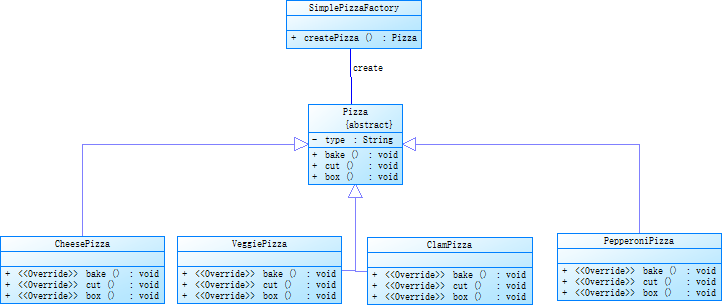 SimplePizzaFactory
+ createPizza () : Pizza
create
Pizza
{abstract}
- type : String
+ bake () : void
+ cut () : void
+ box () : void
CheesePizza
+ <<Override>> bake () : void
+ <<Override>> cut () : void
+ <<Override>> box () : void
VeggiePizza
+ <<Override>> bake () : void
+ <<Override>> cut () : void
+ <<Override>> box () : void
ClamPizza
+ <<Override>> bake () : void
+ <<Override>> cut () : void
+ <<Override>> box () : void
PepperoniPizza
+ <<Override>> bake () : void
+ <<Override>> cut () : void
+ <<Override>> box () : void